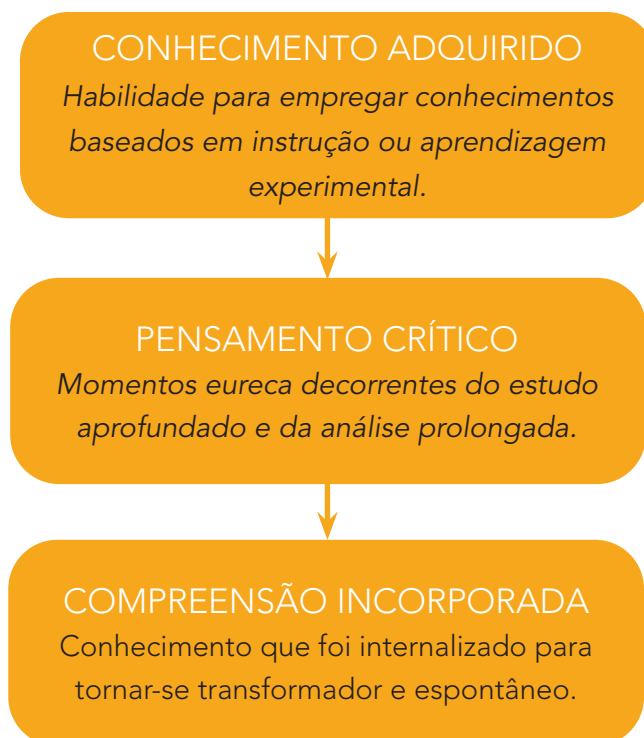 CONHECIMENTO ADQUIRIDO
Habilidade para empregar conhecimentos
baseados em instrução ou aprendizagem
experimental.
PENSAMENTO CRÍTICO
Momentos eureca decorrentes do estudo
aprofundado e da análise prolongada.
COMPREENSÃO INCORPORADA
Conhecimento que foi internalizado para
tornar-se transformador e espontâneo.